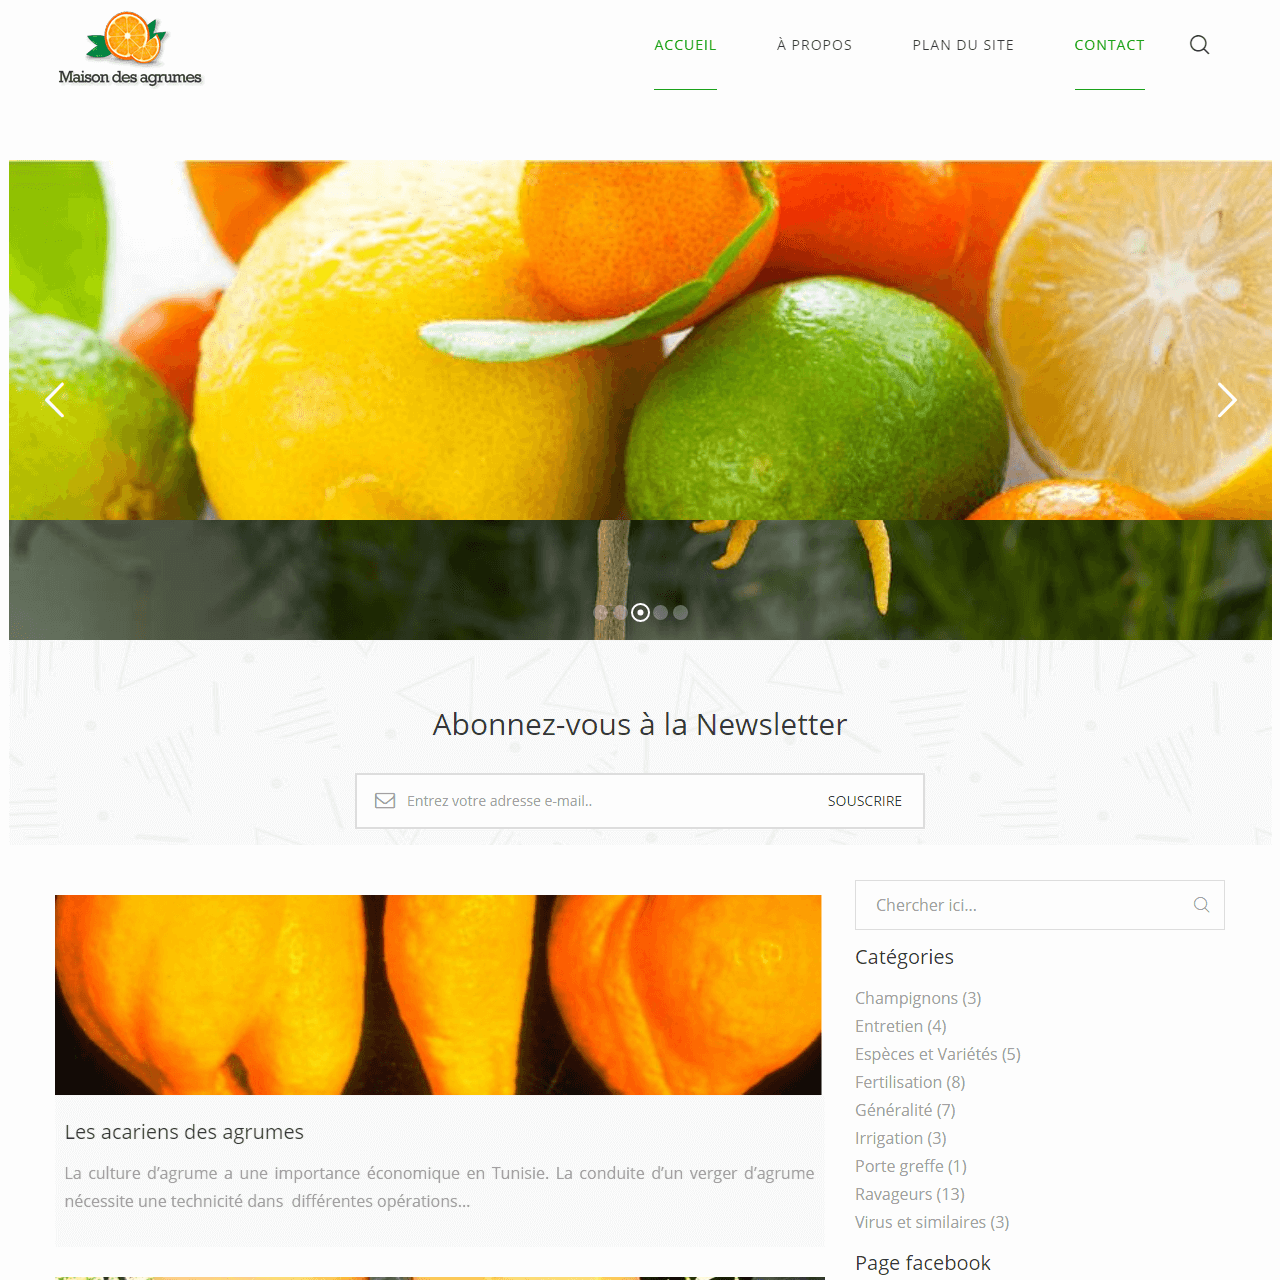 Maison des agrumes
ACCUEIL
À PROPOS
PLAN DU SITE
CONTACT
Abonnez-vous à la Newsletter
Entrez votre adresse e-mail..
SOUSCRIRE
Les acariens des agrumes
La culture d’agrume a une importance économique en Tunisie. La conduite d’un verger d’agrume
nécessite une technicité dans  différentes opérations...
Chercher ici...
Catégories
Champignons (3)
Entretien (4)
Espèces et Variétés (5)
Fertilisation (8)
Généralité (7)
Irrigation (3)
Porte greffe (1)
Ravageurs (13)
Virus et similaires (3)
Page facebook